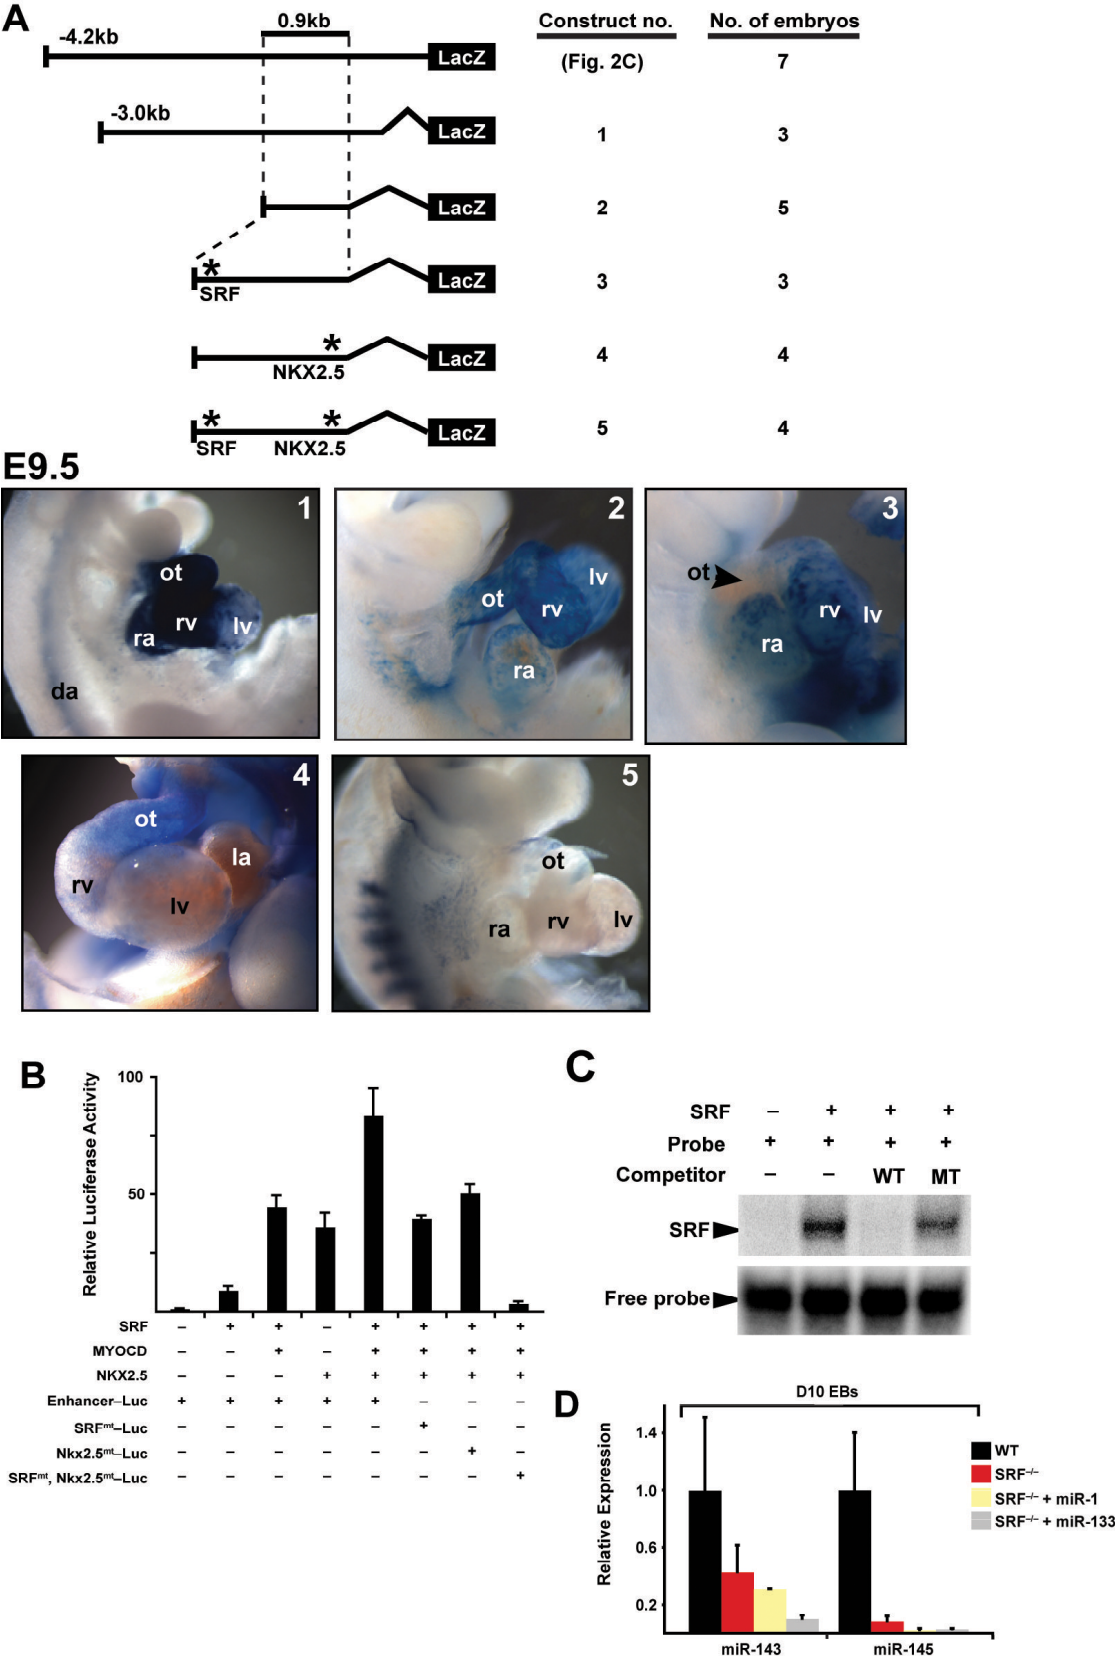 A
0.9kb
Construct no.
No. of embryos
-4.2kb
LacZ
(Fig. 2C)
7
-3.0kb
LacZ
1
3
LacZ
2
5
*
SRF
LacZ
3
3
*
NKX2.5
LacZ
4
4
*
*
SRF
NKX2.5
LacZ
5
4
E9.5
1
ot
rv
lv
ra
da
2
lv
ot
rv
ra
3
ot
rv
lv
ra
4
ot
la
rv
lv
5
ot
ra
rv
lv
B
Relative Luciferase Activity
100
50
SRF – + + – + + + +
MYOCD – – + – + + + +
NKX2.5 – – – + + + + +
Enhancer–Luc + + + + + – – –
SRFmt–Luc – – – – – + – –
Nkx2.5mt–Luc – – – – – – + –
SRFmt, Nkx2.5mt–Luc – – – – – – – +
C
SRF – + + +
Probe + + + +
Competitor – – WT MT
SRF
Free probe
D
D10 EBs
Relative Expression
1.4
1.0
0.6
0.2
miR-143
miR-145
WT
SRF–/–
SRF–/– + miR-1
SRF–/– + miR-133